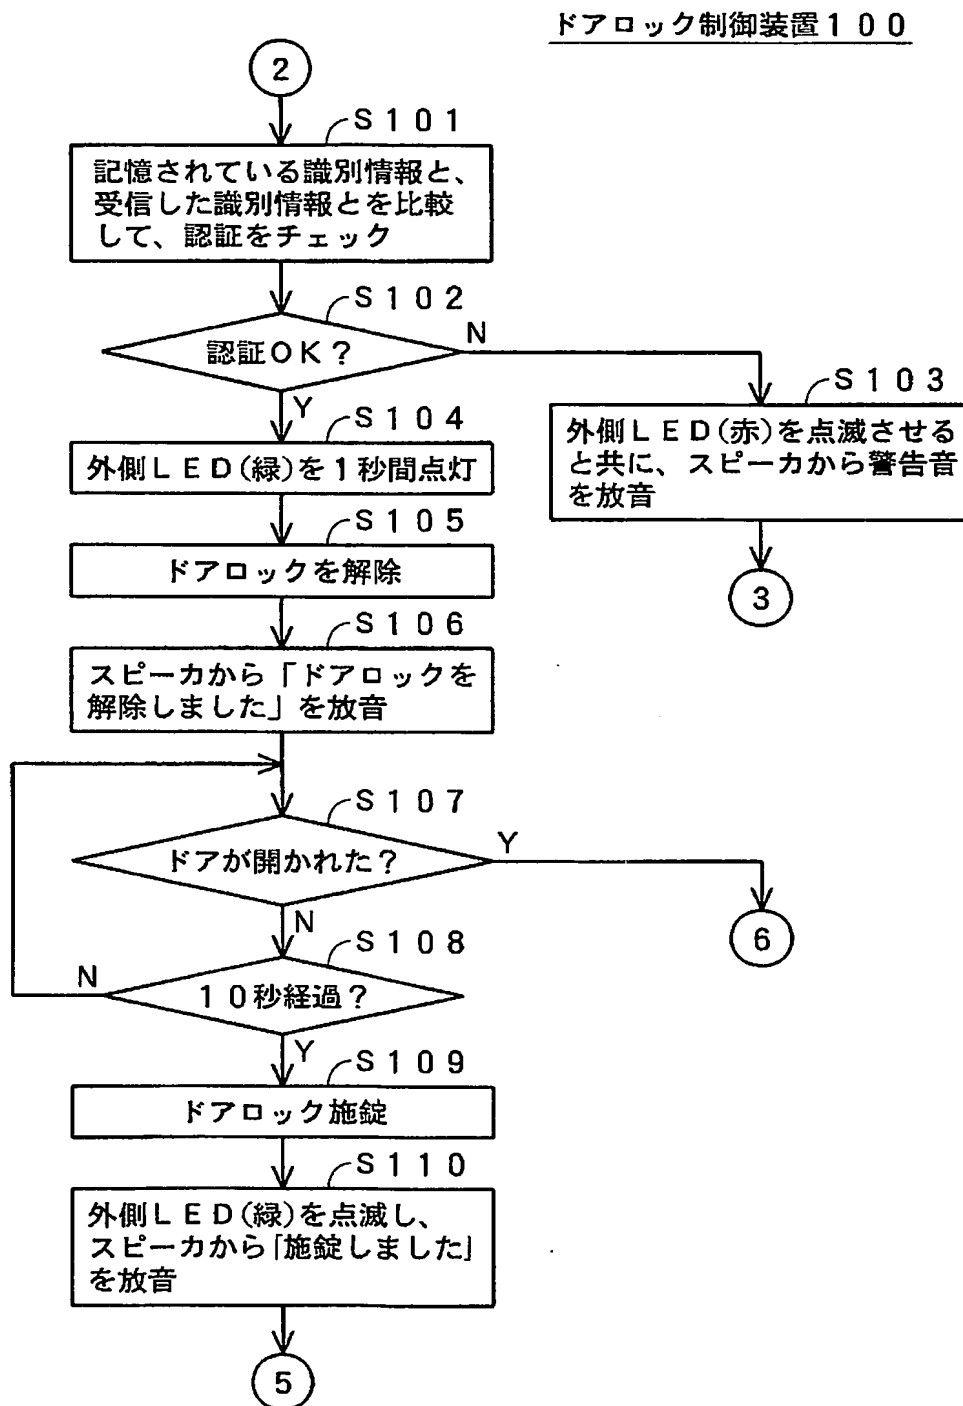 ドアロック制御装置１００
2
Ｓ１０１
記憶されている識別情報と、
受信した識別情報とを比較
して、認証をチェック
Ｓ１０２
認証ＯＫ？
N
Y
Ｓ１０３
外側ＬＥＤ(赤)を点滅させる
と共に、スピーカから警告音
を放音
3
Ｓ１０４
外側ＬＥＤ(緑)を１秒間点灯
Ｓ１０５
ドアロックを解除
Ｓ１０６
スピーカから「ドアロックを
解除しました」を放音
Ｓ１０７
ドアが開かれた？
Y
6
N
Ｓ１０８
１０秒経過？
N
Y
Ｓ１０９
ドアロック施錠
Ｓ１１０
外側ＬＥＤ(緑)を点滅し、
スピーカから「施錠しました」
を放音
5